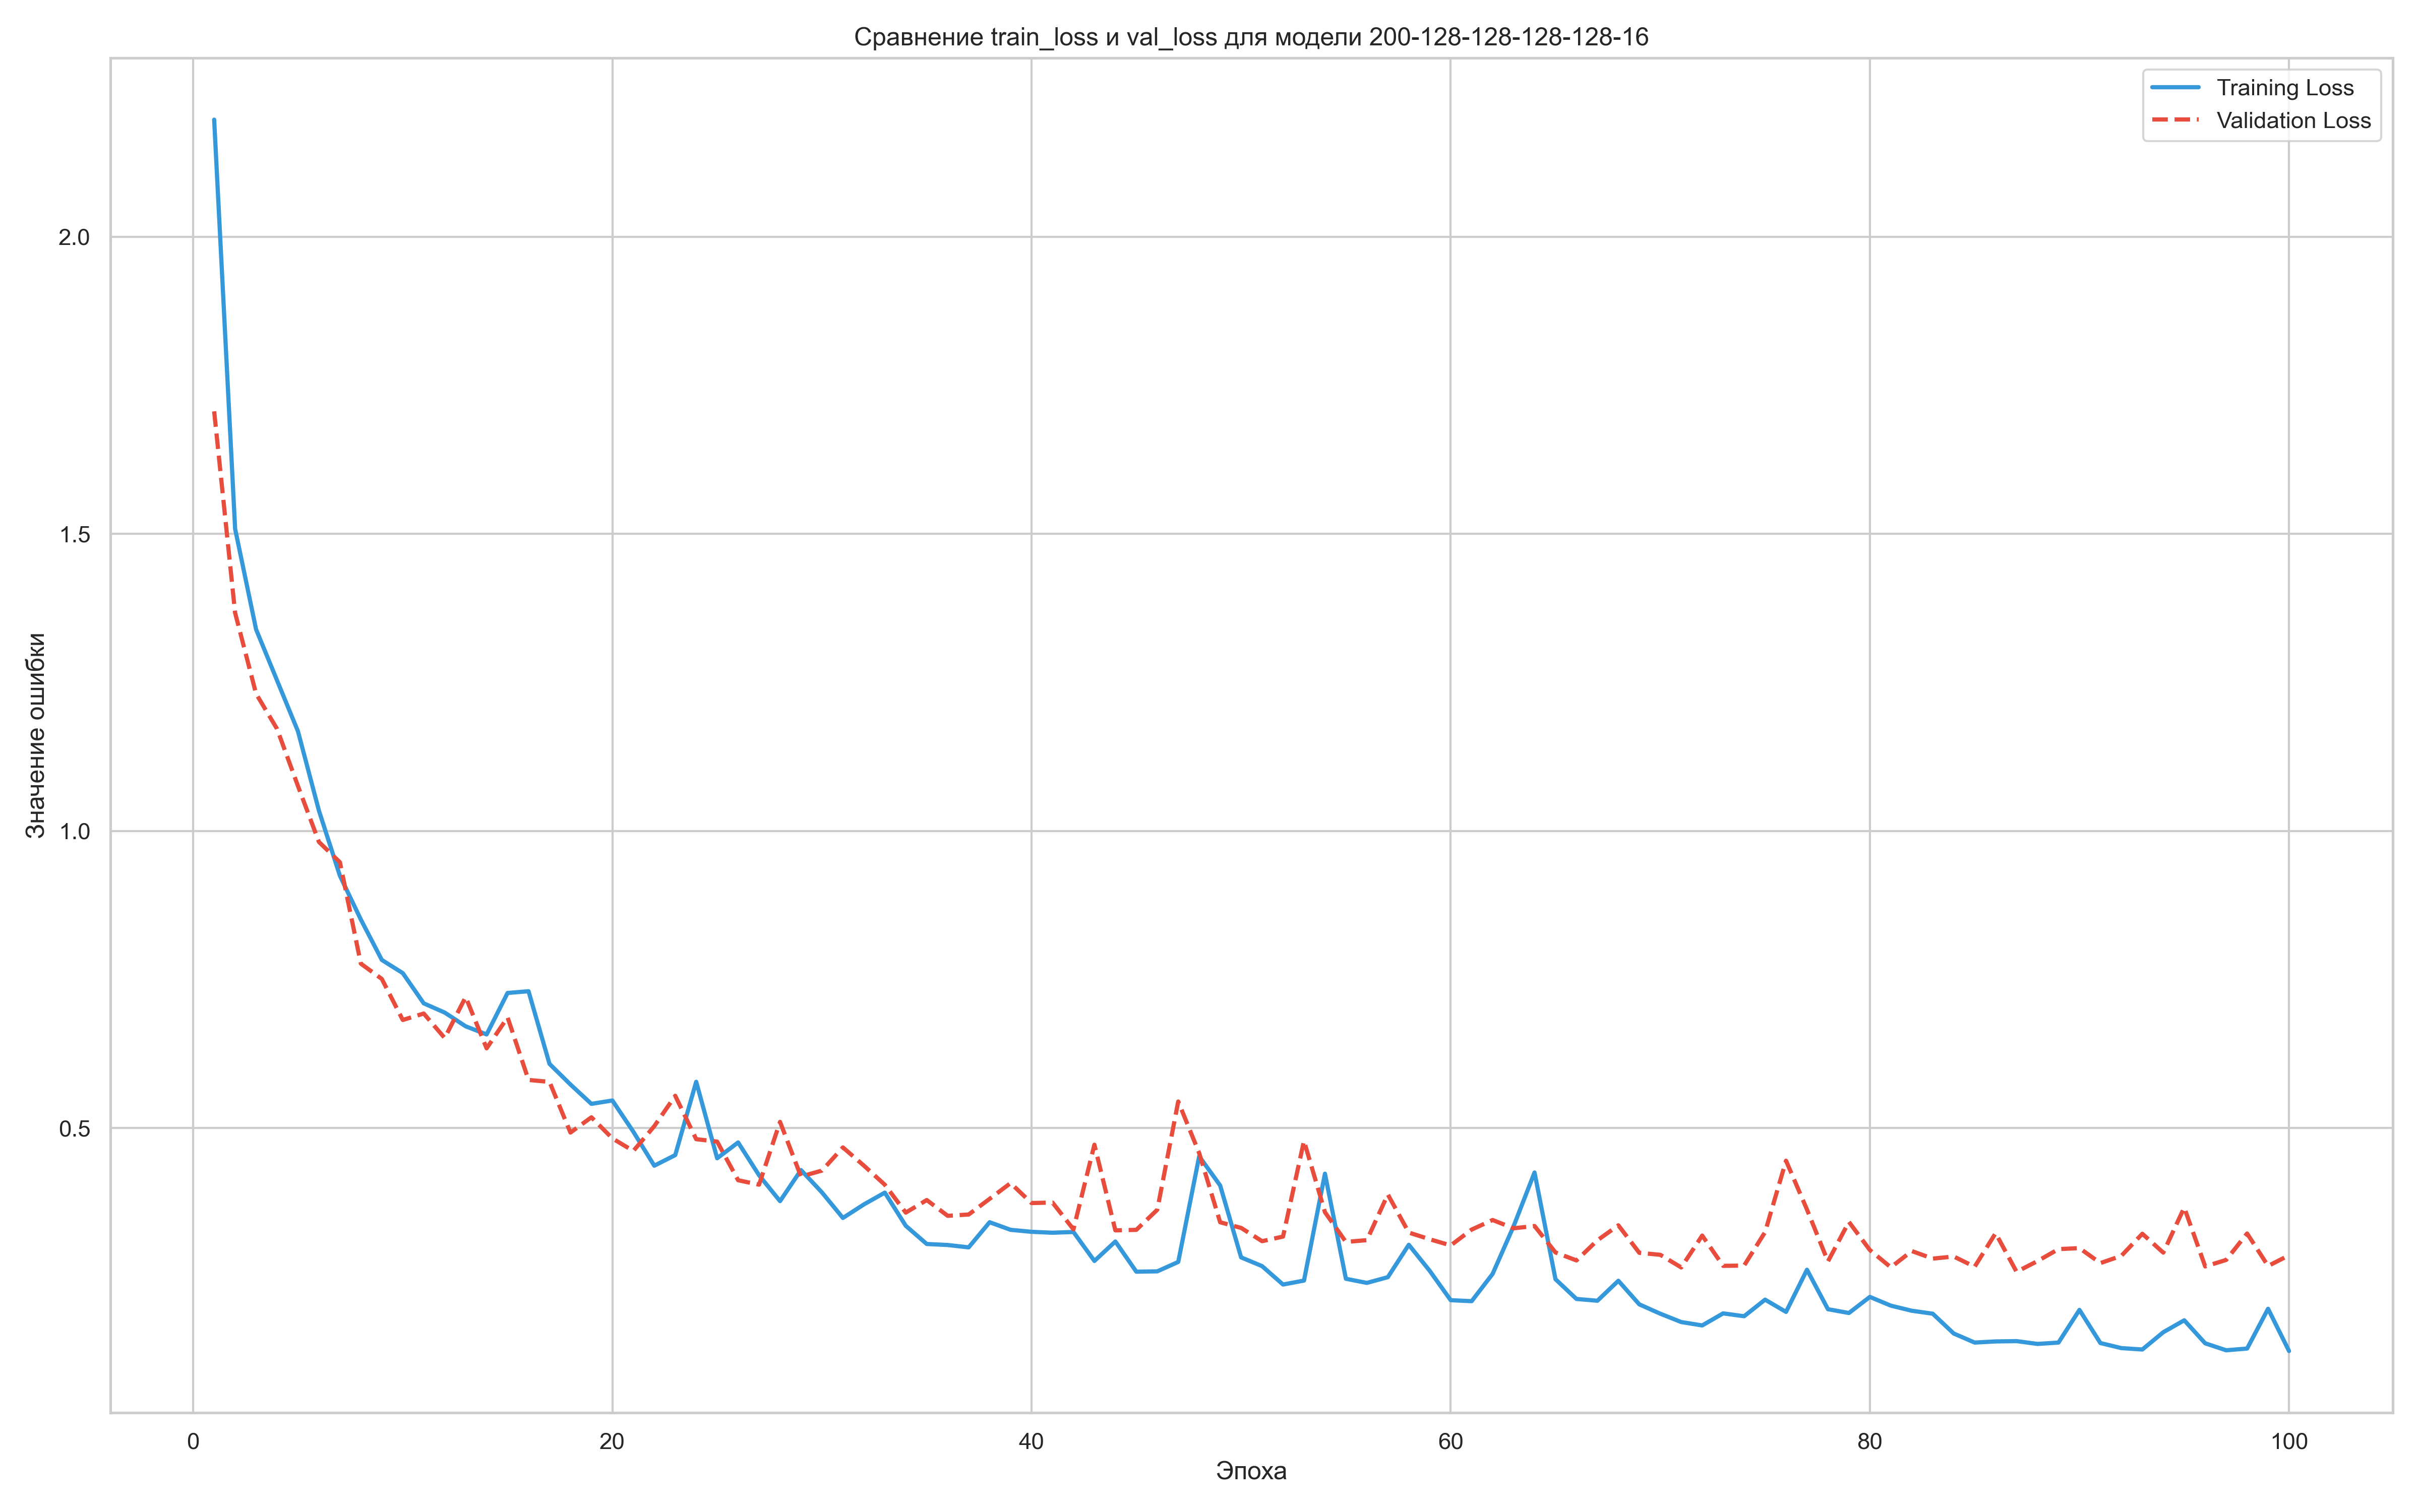 Сравнение train_loss и val_loss для модели 200-128-128-128-128-16
Training Loss
Validation Loss
Значение ошибки
2.0
1.5
1.0
0.5
0
20
40
60
80
100
Эпоха